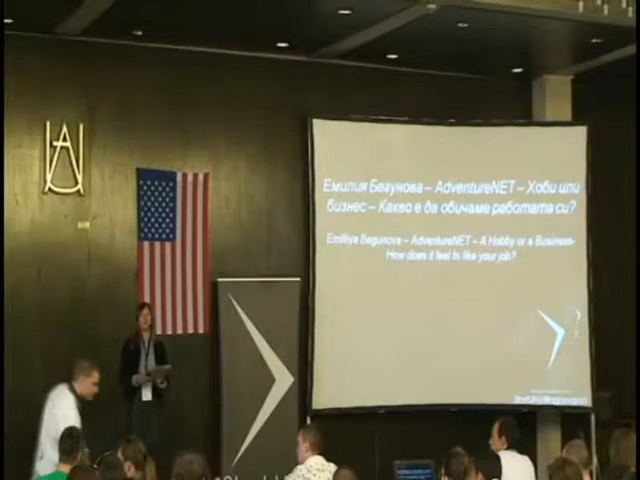 Емилия Бегунова – AdventureNET – Хоби или
бизнес – Какво е да обичаме работата си?
Emiliya Begunova – AdventureNET – A Hobby or a Business-
How does it feel to like your job?